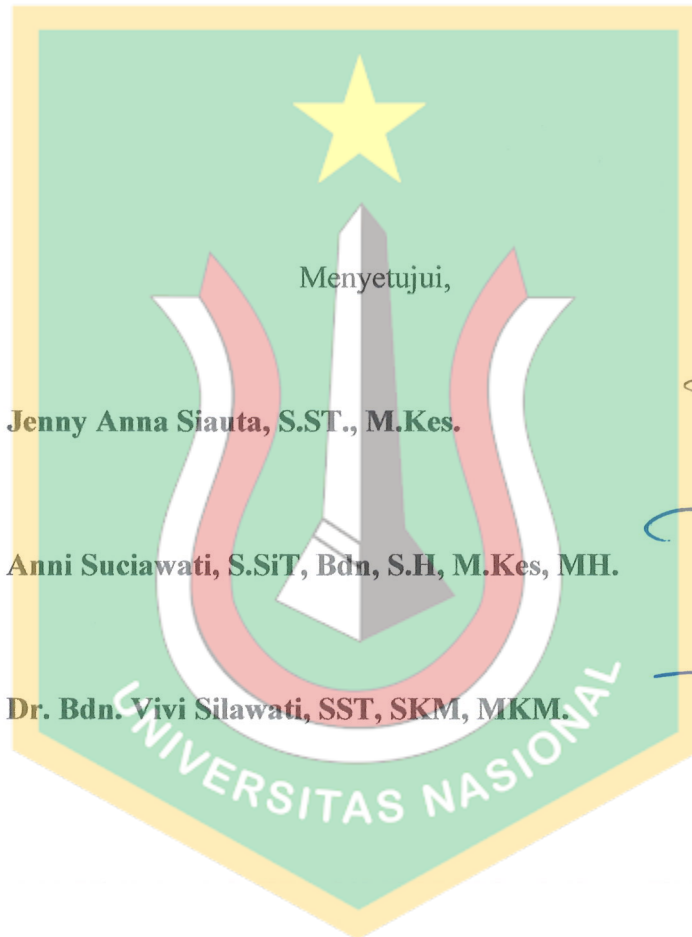 Menyetujui,
Jenny Anna Siauta, S.ST., M.Kes.
Anni Suciawati, S.SiT, Bdn, S.H, M.Kes, MH.
Dr. Bdn. Vivi Silawati, SST, SKM, MKM.
UNIVERSITAS NASIONAL